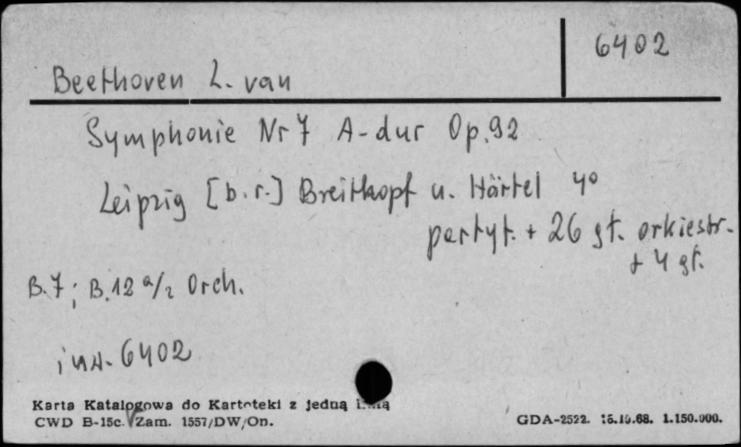 6402
Beethoven L. van
Symphonie Nr 7 A-dur Op. 92
Leipzig [b.r.] Breitkopf u. Härtel 4°
partyt. + 26 gł. orkiestr.
+ 4 gł.
B.7; B.12 a/2 Orch.
inw. 6402
Karta Katalogowa do Kartoteki z jedną
CWD B-15c. Zam. 1557/DW/On.
GDA-2522. 15.10.68. 1.150.000.